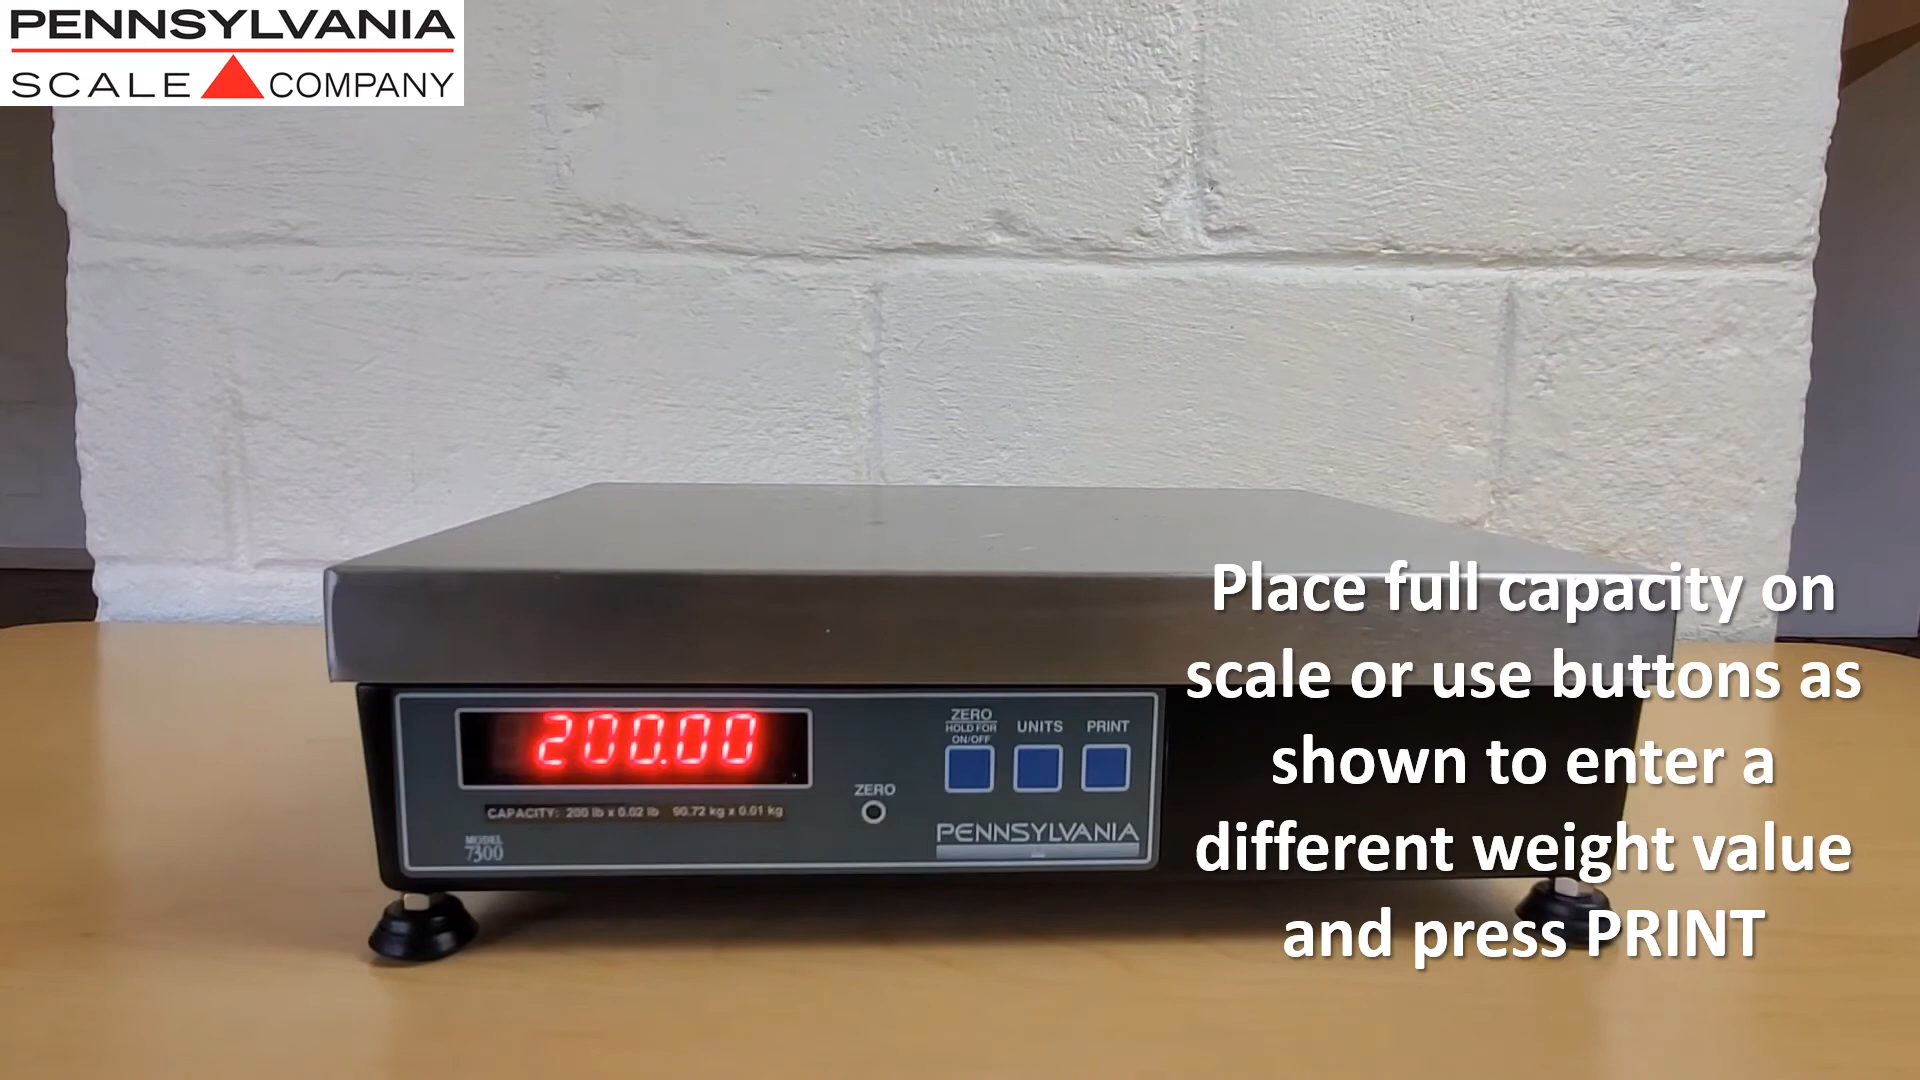 PENNSYLVANIA
SCALE COMPANY
Place full capacity on
scale or use buttons as
shown to enter a
different weight value
and press PRINT
200.00
ZERO
HOLD FOR
ON/OFF
UNITS
PRINT
ZERO
CAPACITY: 200 lb x 0.02 lb 90.72 kg x 0.01 kg
MODEL
7300
PENNSYLVANIA